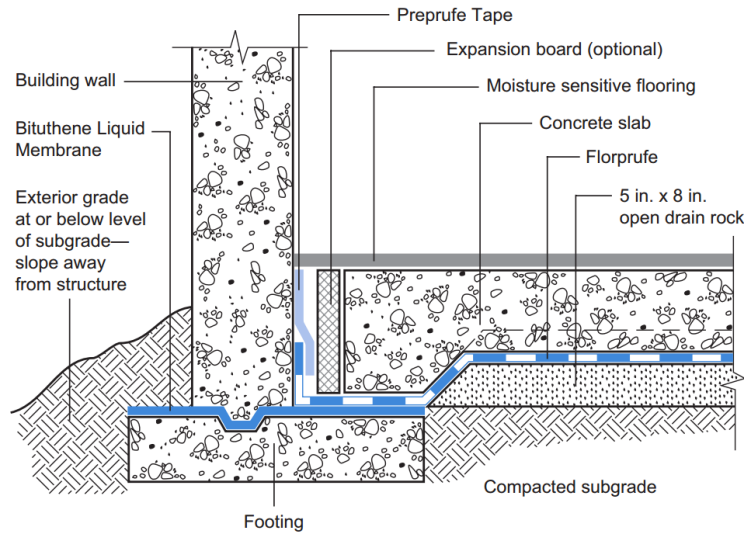 Preprufe Tape
Expansion board (optional)
Building wall
Moisture sensitive flooring
Bituthene Liquid
Membrane
Concrete slab
Florprufe
Exterior grade
at or below level
of subgrade—
slope away
from structure
5 in. x 8 in.
open drain rock
Compacted subgrade
Footing